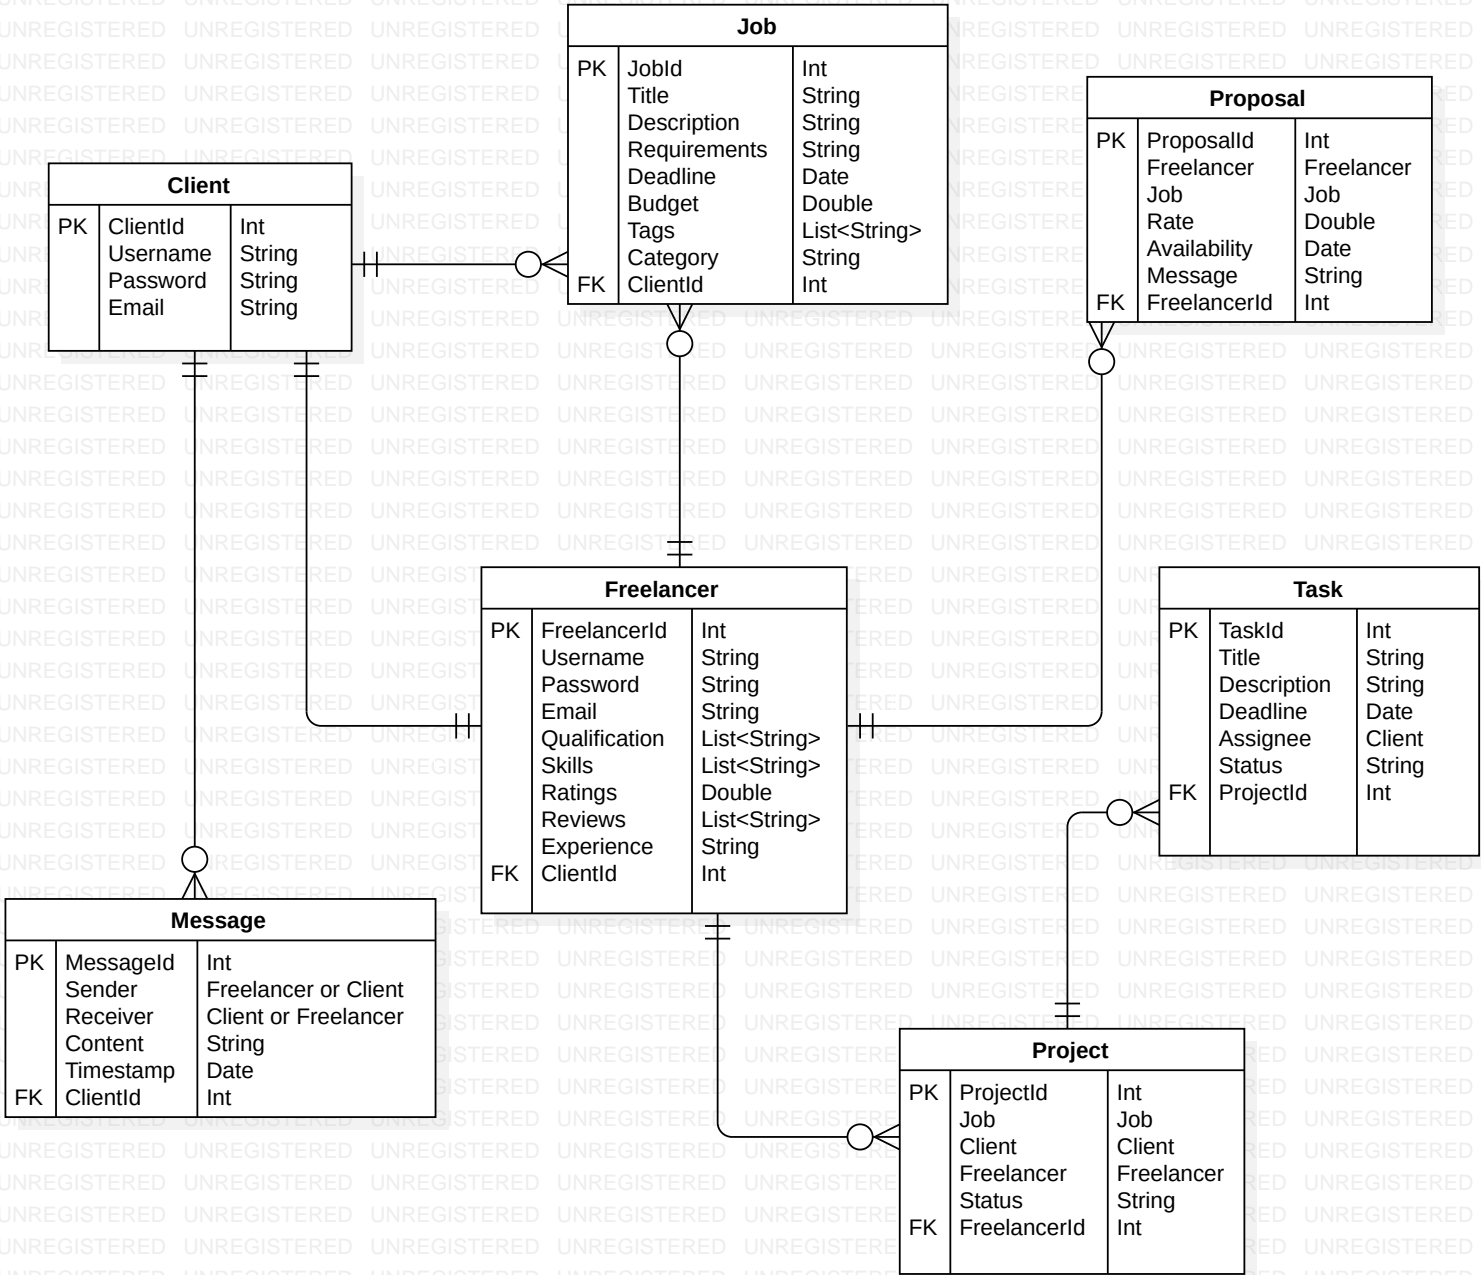 Job
PK JobId Int
Title String
Description String
Requirements String
Deadline Date
Budget Double
Tags List<String>
Category String
FK ClientId Int
Proposal
PK ProposalId Int
Freelancer Freelancer
Job Job
Rate Double
Availability Date
Message String
FK FreelancerId Int
Client
PK ClientId Int
Username String
Password String
Email String
Freelancer
PK FreelancerId Int
Username String
Password String
Email String
Qualification List<String>
Skills List<String>
Ratings Double
Reviews List<String>
Experience String
FK ClientId Int
Task
PK TaskId Int
Title String
Description String
Deadline Date
Assignee Client
Status String
FK ProjectId Int
Message
PK MessageId Int
Sender Freelancer or Client
Receiver Client or Freelancer
Content String
Timestamp Date
FK ClientId Int
Project
PK ProjectId Int
Job Job
Client Client
Freelancer Freelancer
Status String
FK FreelancerId Int
UNREGISTERED